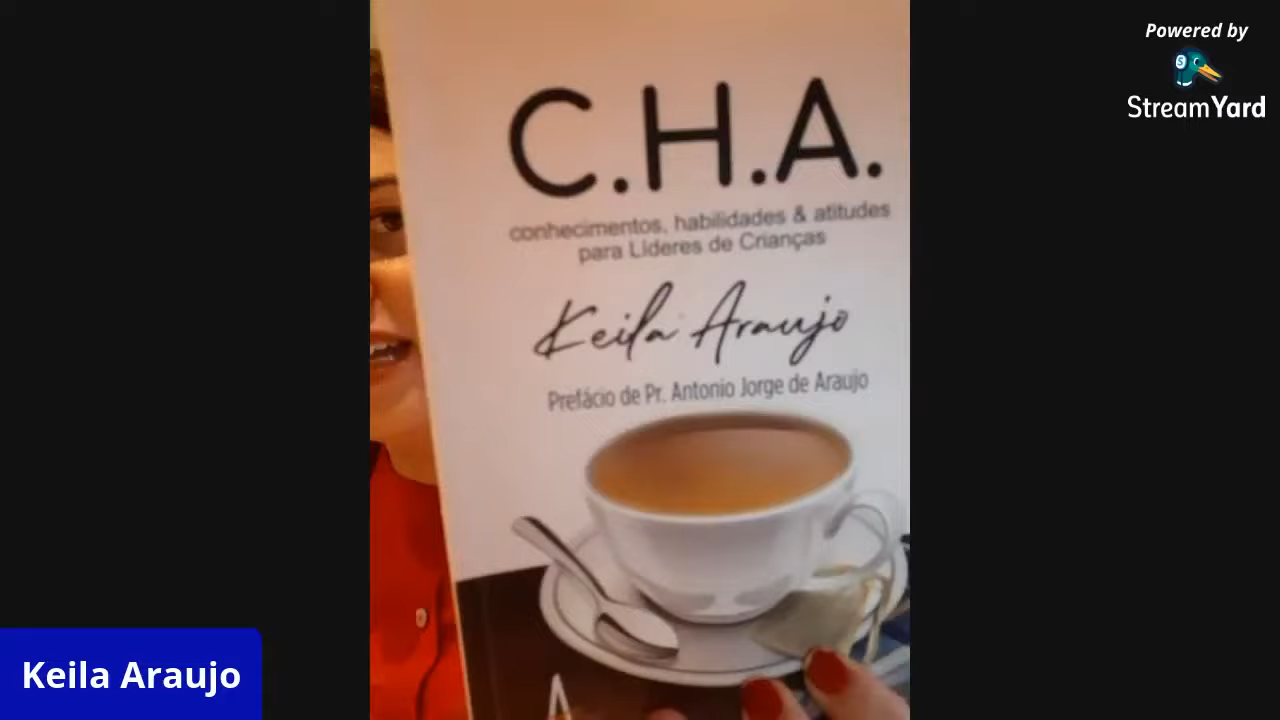 Powered by
StreamYard
C.H.A.
conhecimentos, habilidades & atitudes
para Líderes de Crianças
Keila Araujo
Prefácio de Pr. Antonio Jorge de Araujo
Keila Araujo